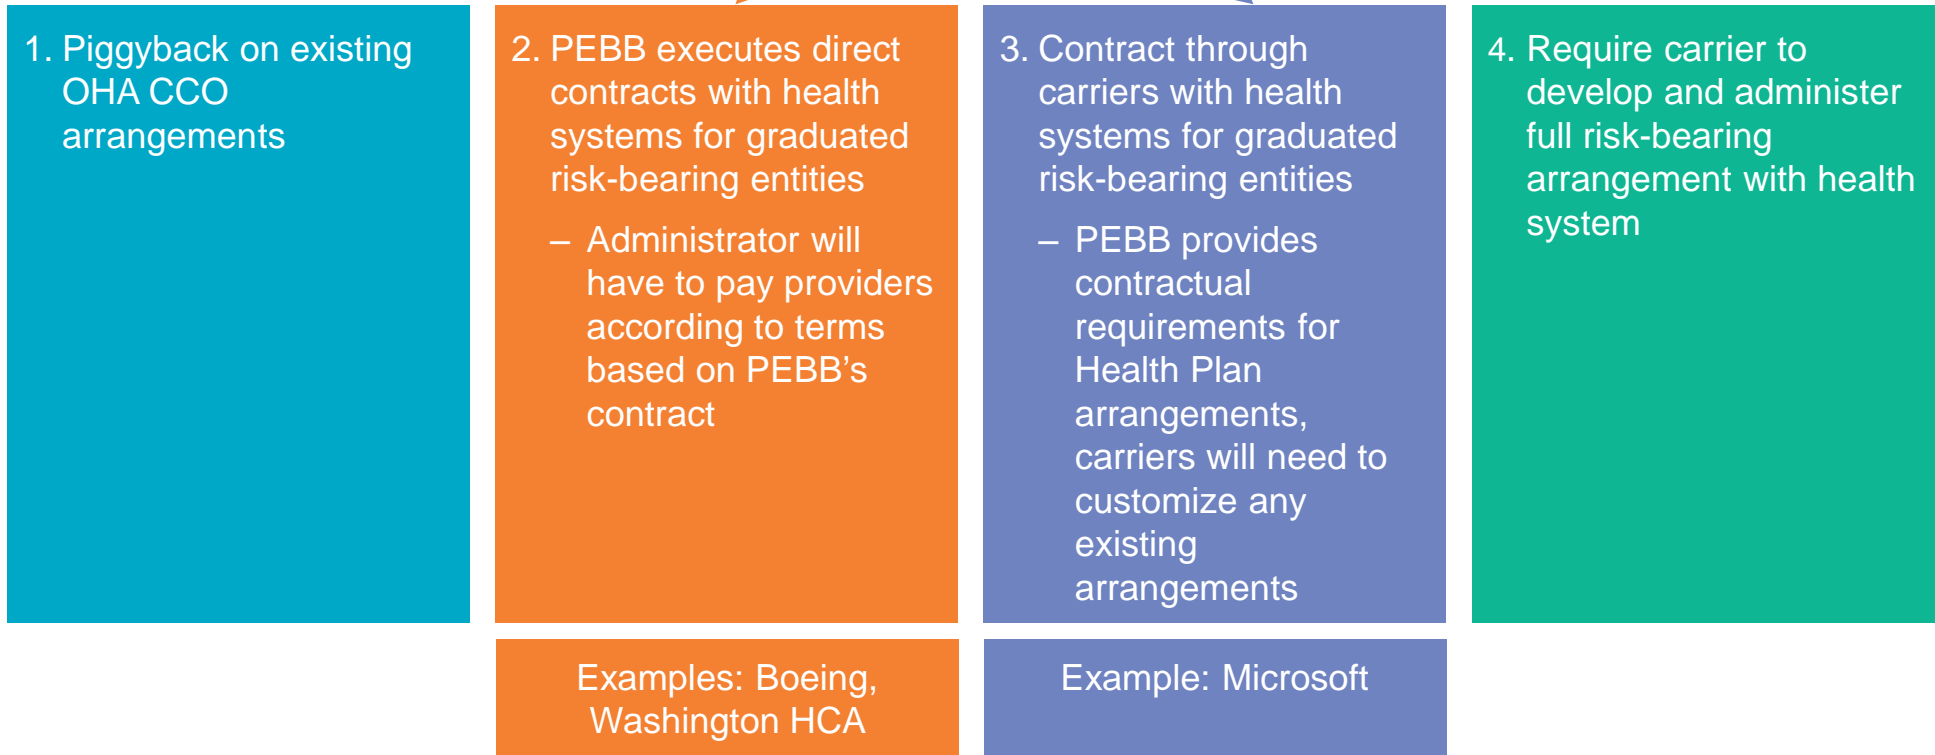 1. Piggyback on existing
OHA CCO
arrangements
2. PEBB executes direct
contracts with health
systems for graduated
risk-bearing entities
– Administrator will
have to pay providers
according to terms
based on PEBB’s
contract
Examples: Boeing,
Washington HCA
3. Contract through
carriers with health
systems for graduated
risk-bearing entities
– PEBB provides
contractual
requirements for
Health Plan
arrangements,
carriers will need to
customize any
existing
arrangements
Example: Microsoft
4. Require carrier to
develop and administer
full risk-bearing
arrangement with health
system